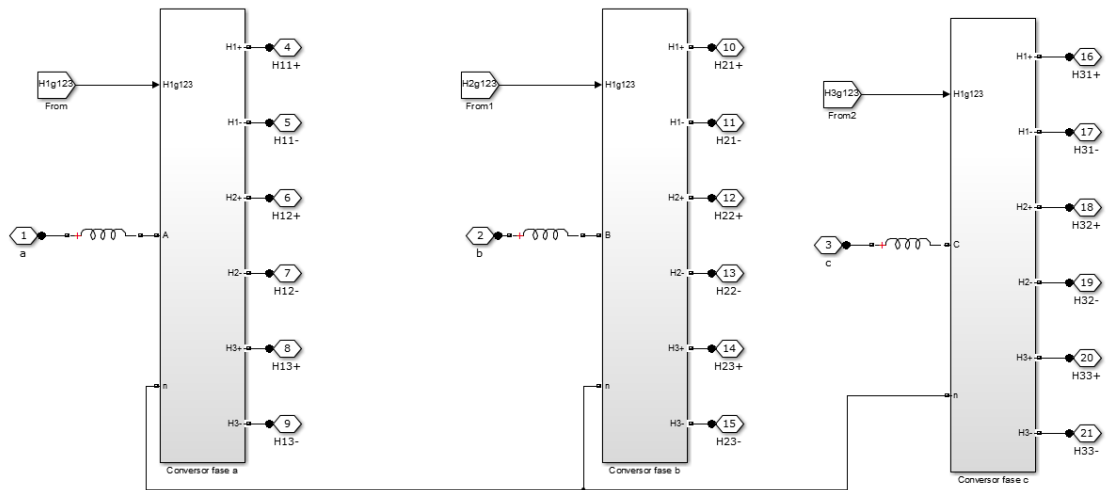 H1+
4
H11+
H1g123
From
H1g123
H1-
5
H11-
H2+
6
H12+
1
a
A
H2-
7
H12-
H3+
8
H13+
n
H3-
9
H13-
Conversor fase a
H1+
10
H21+
H2g123
From1
H1g123
H1-
11
H21-
H2+
12
H22+
2
b
B
H2-
13
H22-
H3+
14
H23+
n
H3-
15
H23-
Conversor fase b
H1+
16
H31+
H3g123
From2
H1g123
H1-
17
H31-
H2+
18
H32+
3
c
C
H2-
19
H32-
H3+
20
H33+
n
H3-
21
H33-
Conversor fase c